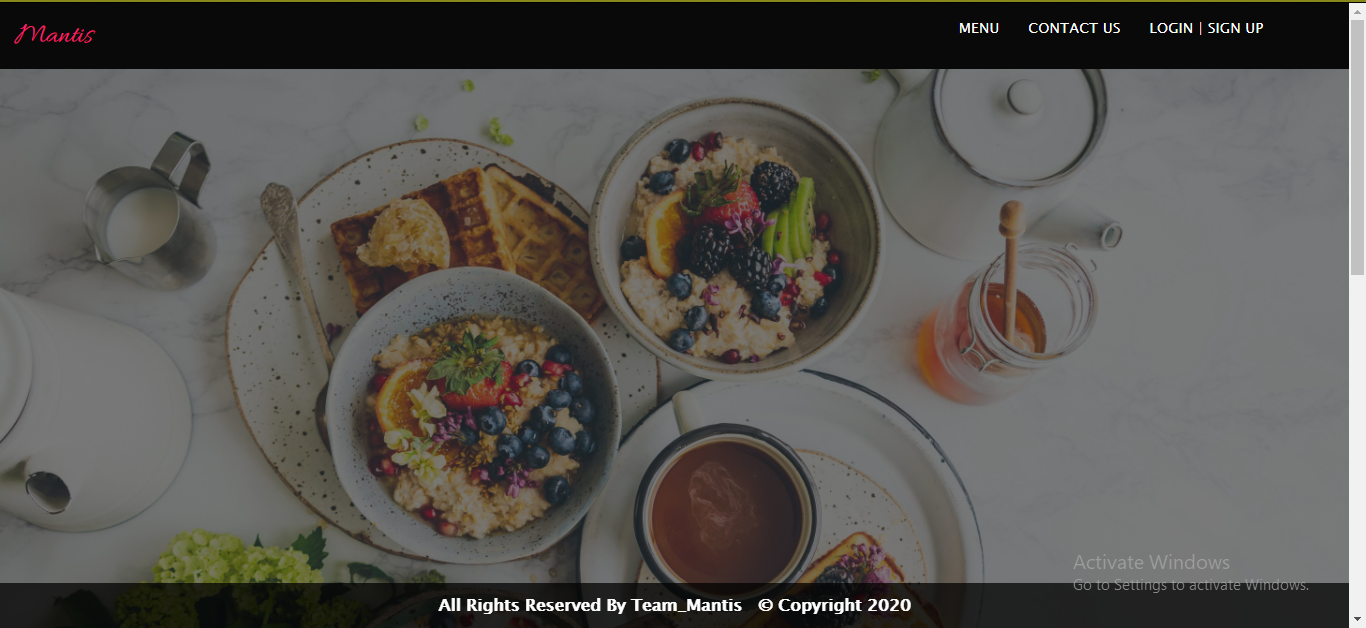 Mantis
MENU CONTACT US LOGIN | SIGN UP
Activate Windows
Go to Settings to activate Windows.
All Rights Reserved By Team_Mantis © Copyright 2020